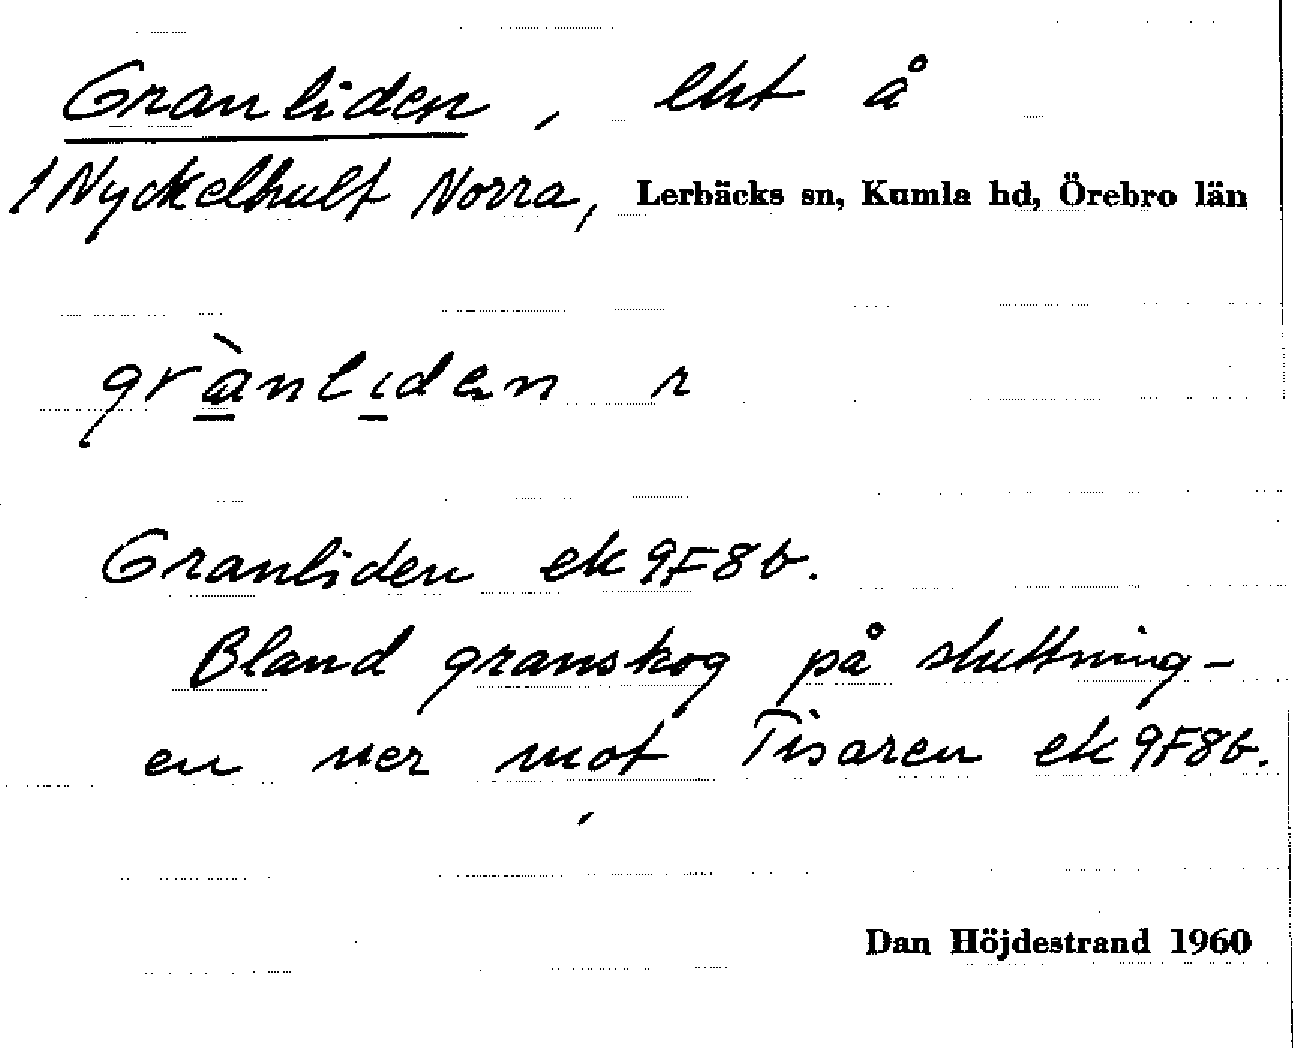 Granliden, lht å
1 Nyckelhult Norra, Lerbäcks sn, Kumla hd, Örebro län
grànlıdən r
Granliden ek 9F8b.
Bland granskog på sluttning-
en ner mot Tisaren ek 9F8b.
Dan Höjdestrand 1960